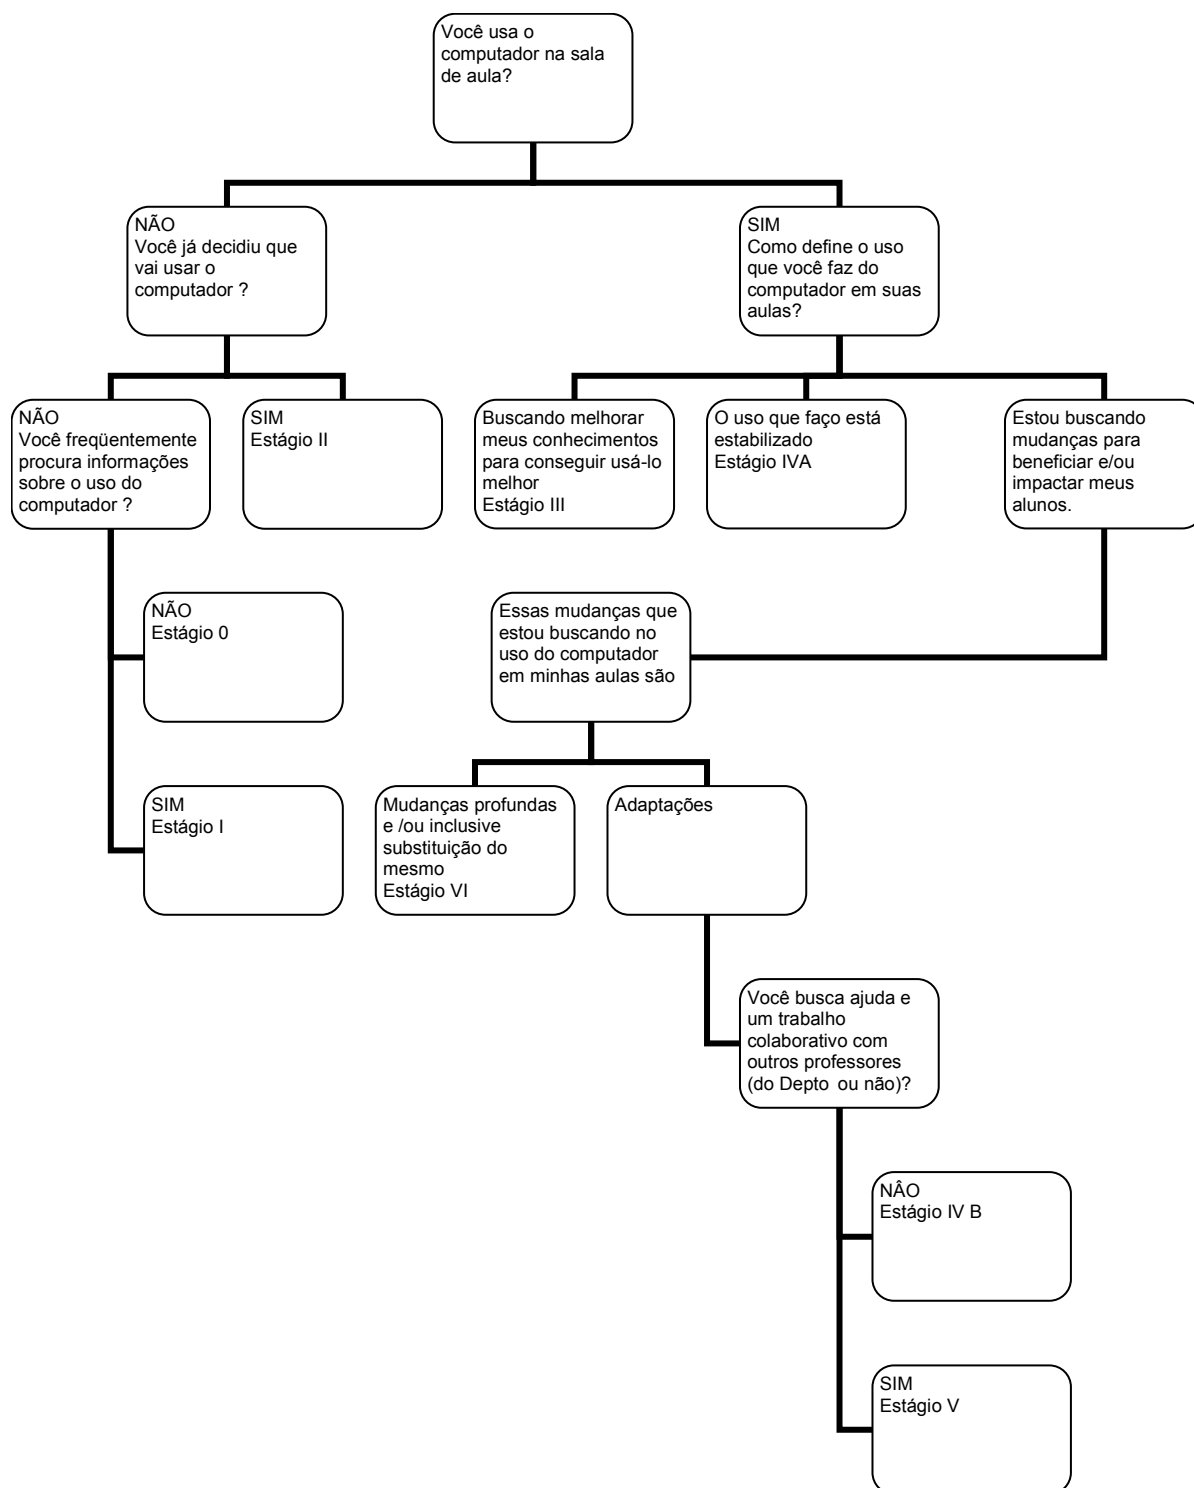 Você usa o
computador na sala
de aula?
NÃO
Você já decidiu que
vai usar o
computador ?
SIM
Como define o uso
que você faz do
computador em suas
aulas?
NÃO
Você freqüentemente
procura informações
sobre o uso do
computador ?
SIM
Estágio II
Buscando melhorar
meus conhecimentos
para conseguir usá-lo
melhor
Estágio III
O uso que faço está
estabilizado
Estágio IVA
Estou buscando
mudanças para
beneficiar e/ou
impactar meus
alunos.
NÃO
Estágio 0
Essas mudanças que
estou buscando no
uso do computador
em minhas aulas são
SIM
Estágio I
Mudanças profundas
e /ou inclusive
substituição do
mesmo
Estágio VI
Adaptações
Você busca ajuda e
um trabalho
colaborativo com
outros professores
(do Depto ou não)?
NÂO
Estágio IV B
SIM
Estágio V